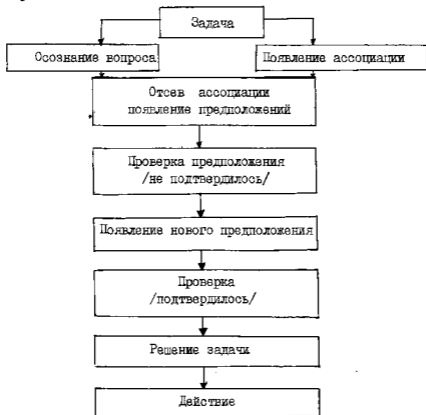 Задача
Осознание вопроса
Появление ассоциации
Отсев ассоциации
появление предположений
Проверка предположения
/не подтвердилось/
Появление нового предположения
Проверка
/подтвердилось/
Решение задачи
Действие